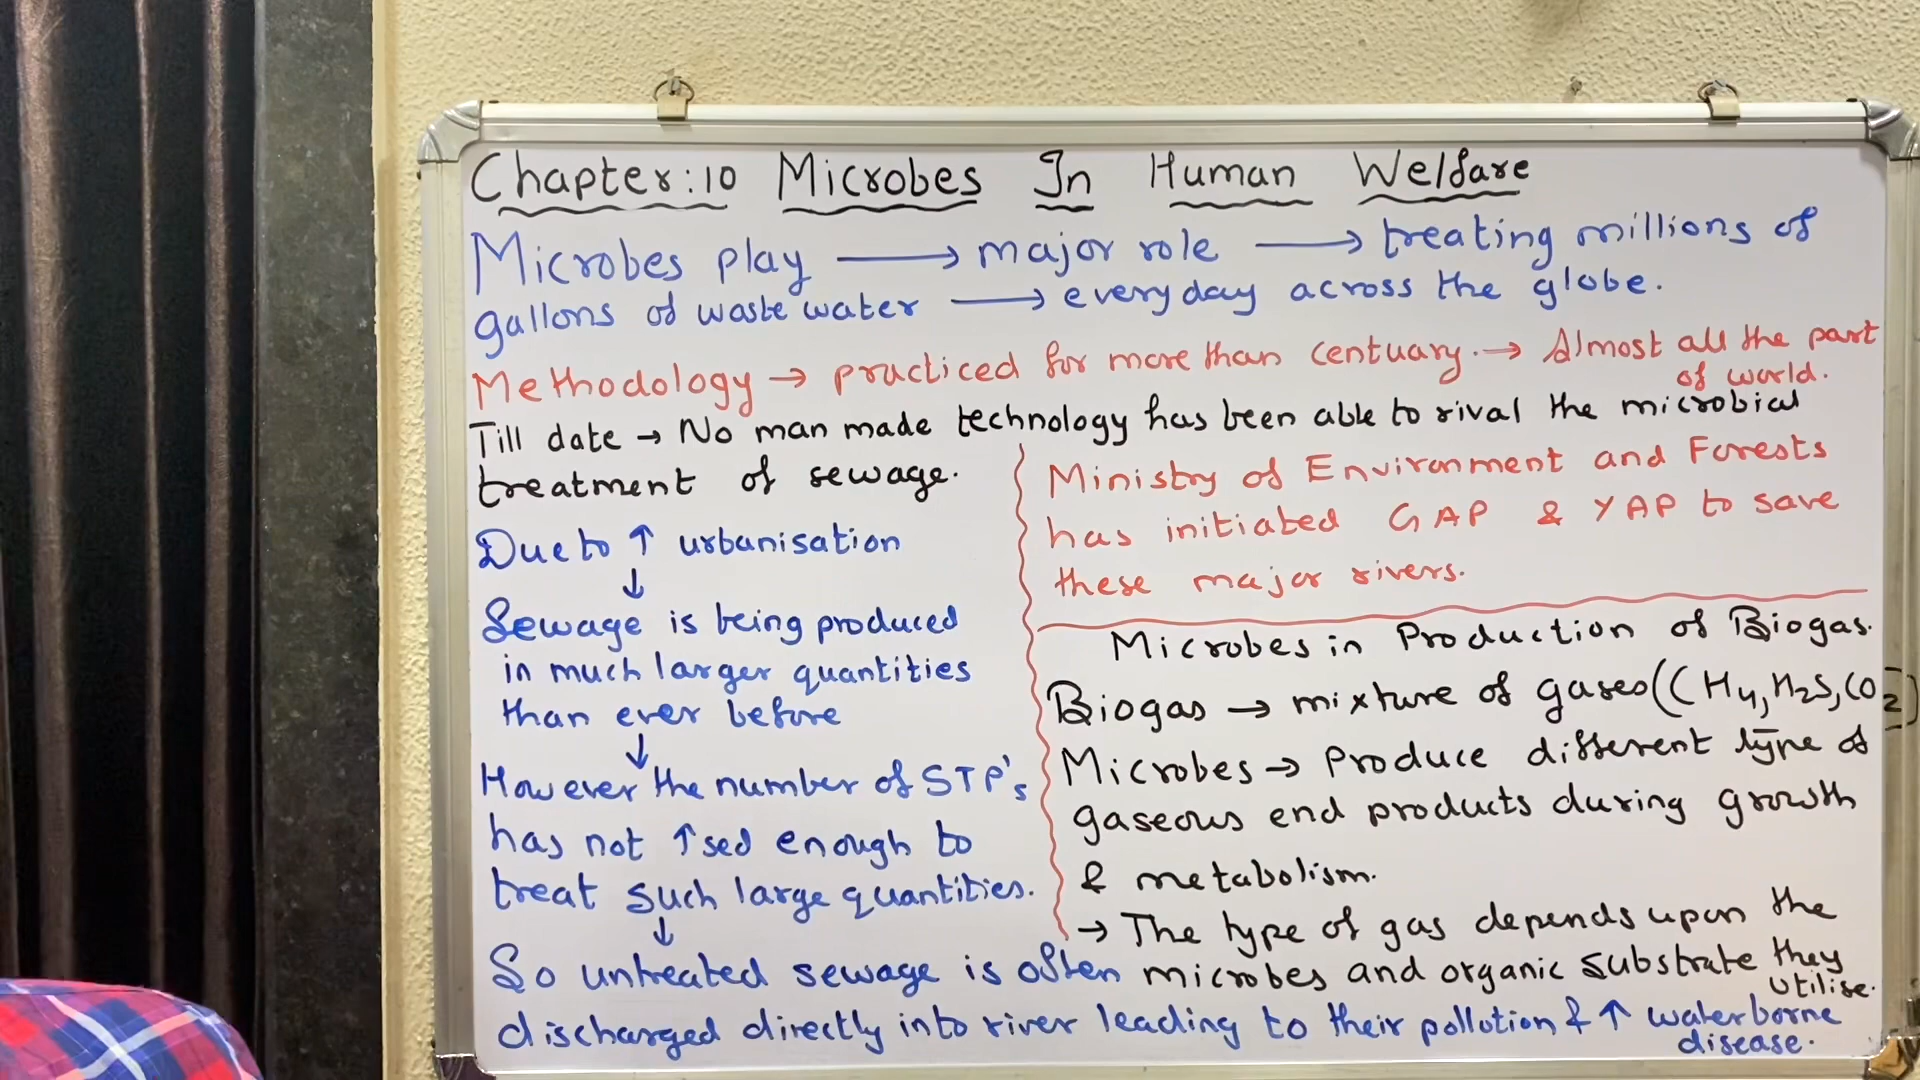 Chapter:10 Microbes In Human Welfare
Microbes play ⟶ major role ⟶ treating millions of
gallons of waste water ⟶ everyday across the globe.
Methodology → practiced for more than centuary. → Almost all the part
of world.
Till date → No man made technology has been able to rival the microbial
treatment of sewage.
Due to ↑ urbanisation
↓
Sewage is being produced
in much larger quantities
than ever before
↓
However the number of STP's
has not ↑sed enough to
treat such large quantities.
↓
So untreated sewage is often
discharged directly into river leading to their pollution & ↑ waterborne
disease.
Ministry of Environment and Forests
has initiated GAP & YAP to save
these major rivers.
Microbes in Production of Biogas.
Biogas → mixture of gases (CH4, H2S, CO2)
Microbes → Produce different type of
gaseous end products during growth
& metabolism.
→ The type of gas depends upon the
microbes and organic substrate they
utilise.